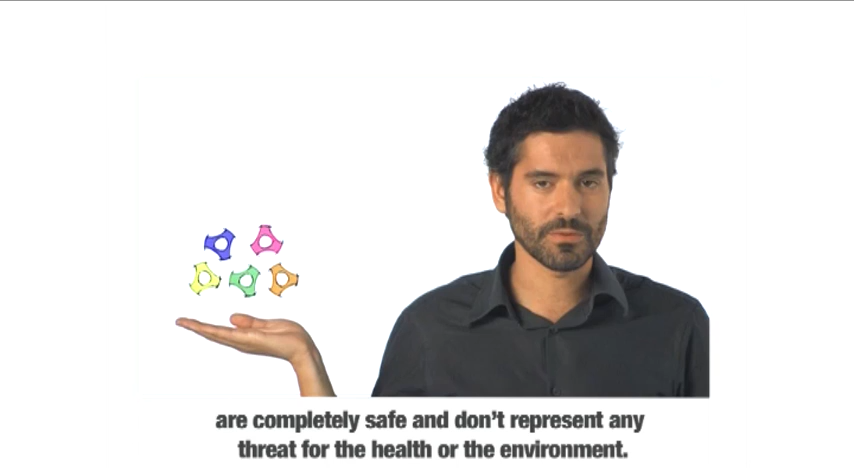 are completely safe and don't represent any
threat for the health or the environment.